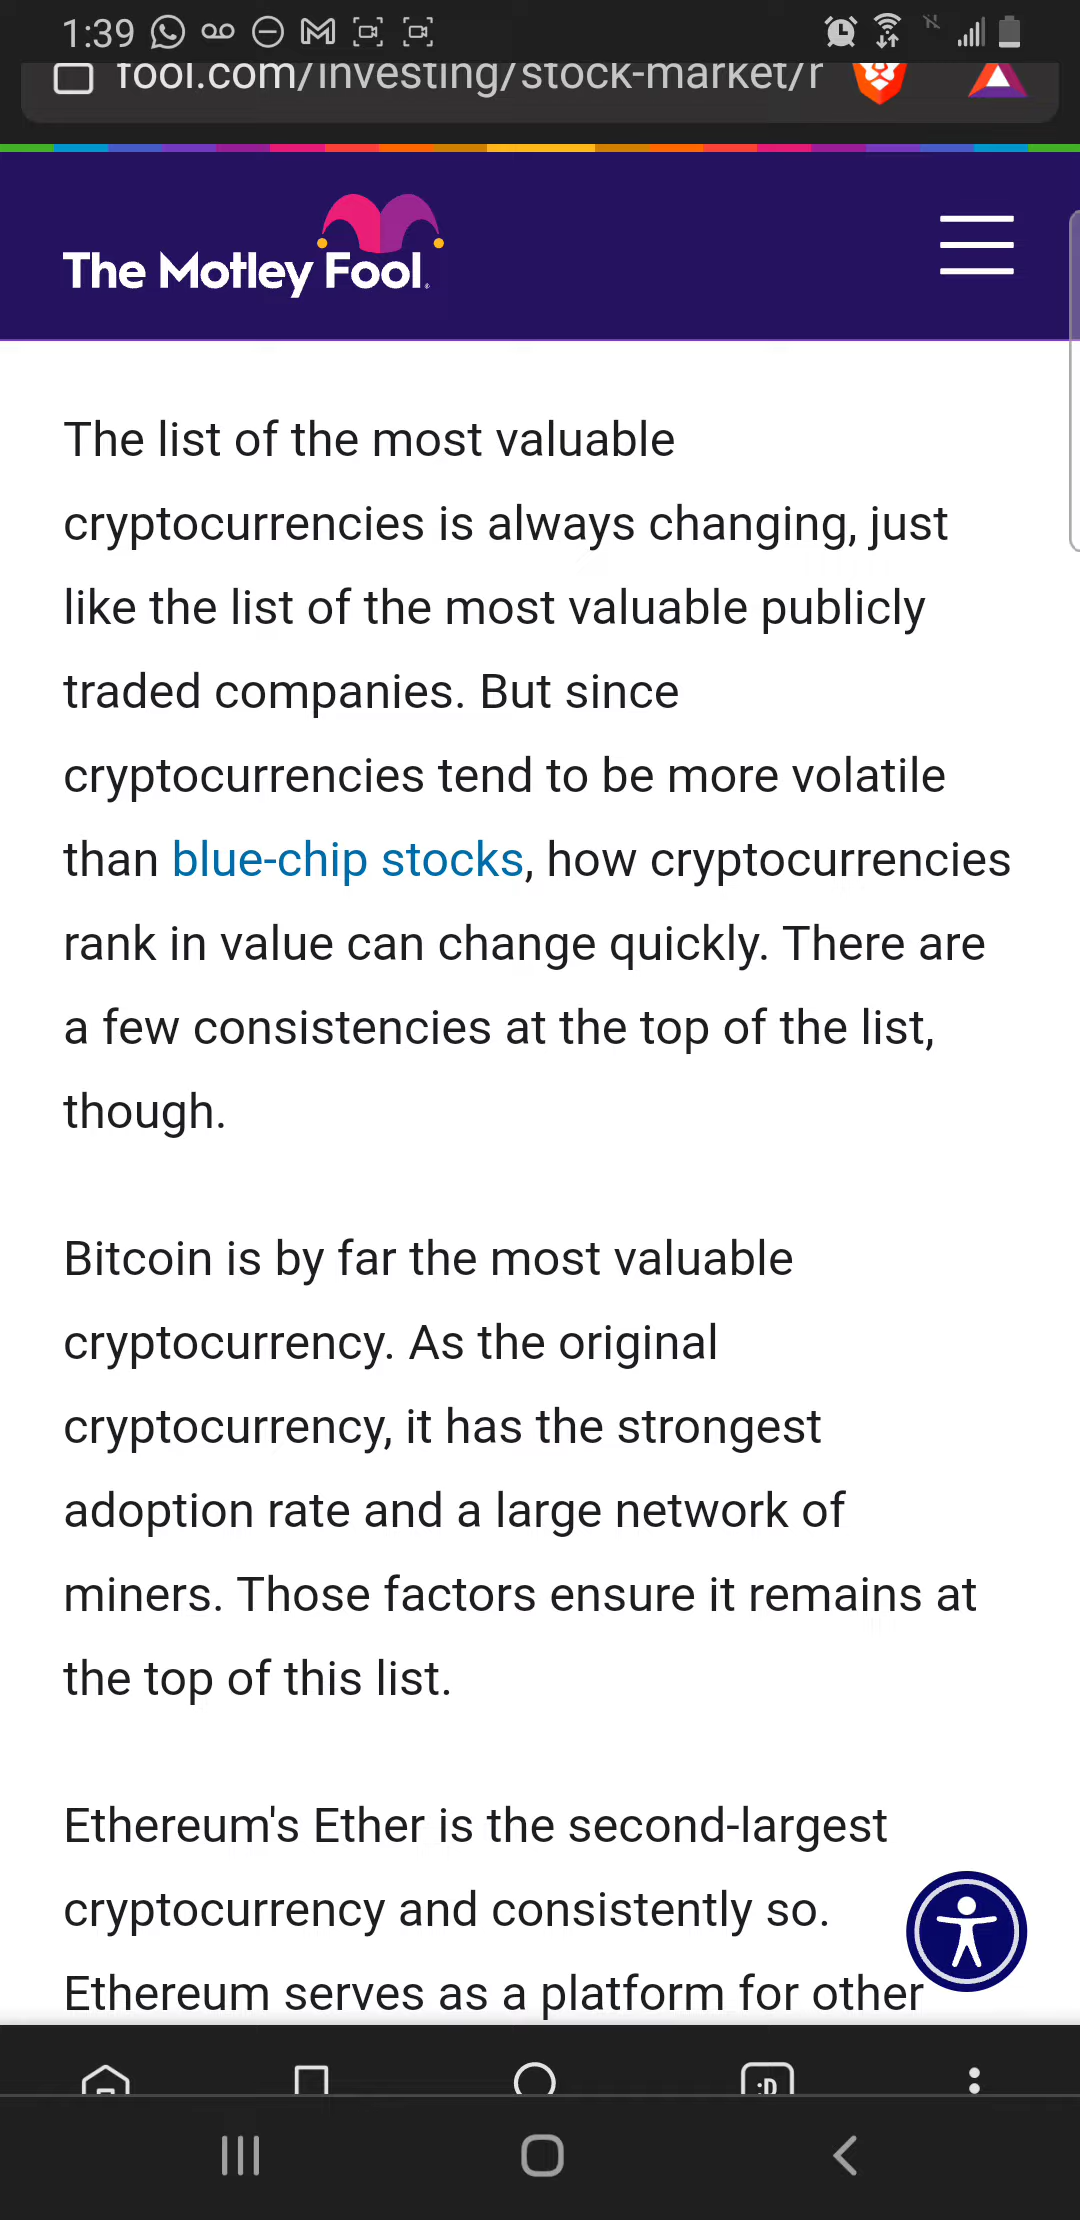 1:39
fool.com/investing/stock-market/
The Motley Fool.
The list of the most valuable
cryptocurrencies is always changing, just
like the list of the most valuable publicly
traded companies. But since
cryptocurrencies tend to be more volatile
than blue-chip stocks, how cryptocurrencies
rank in value can change quickly. There are
a few consistencies at the top of the list,
though.
Bitcoin is by far the most valuable
cryptocurrency. As the original
cryptocurrency, it has the strongest
adoption rate and a large network of
miners. Those factors ensure it remains at
the top of this list.
Ethereum's Ether is the second-largest
cryptocurrency and consistently so.
Ethereum serves as a platform for other
:D